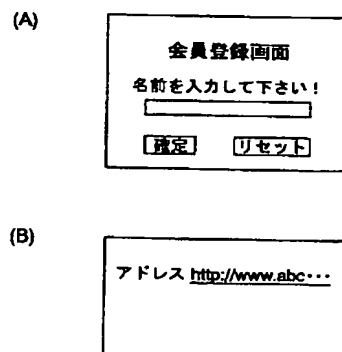 (A)
会員登録画面
名前を入力して下さい!
確定 リセット
(B)
アドレス http://www.abc･･･